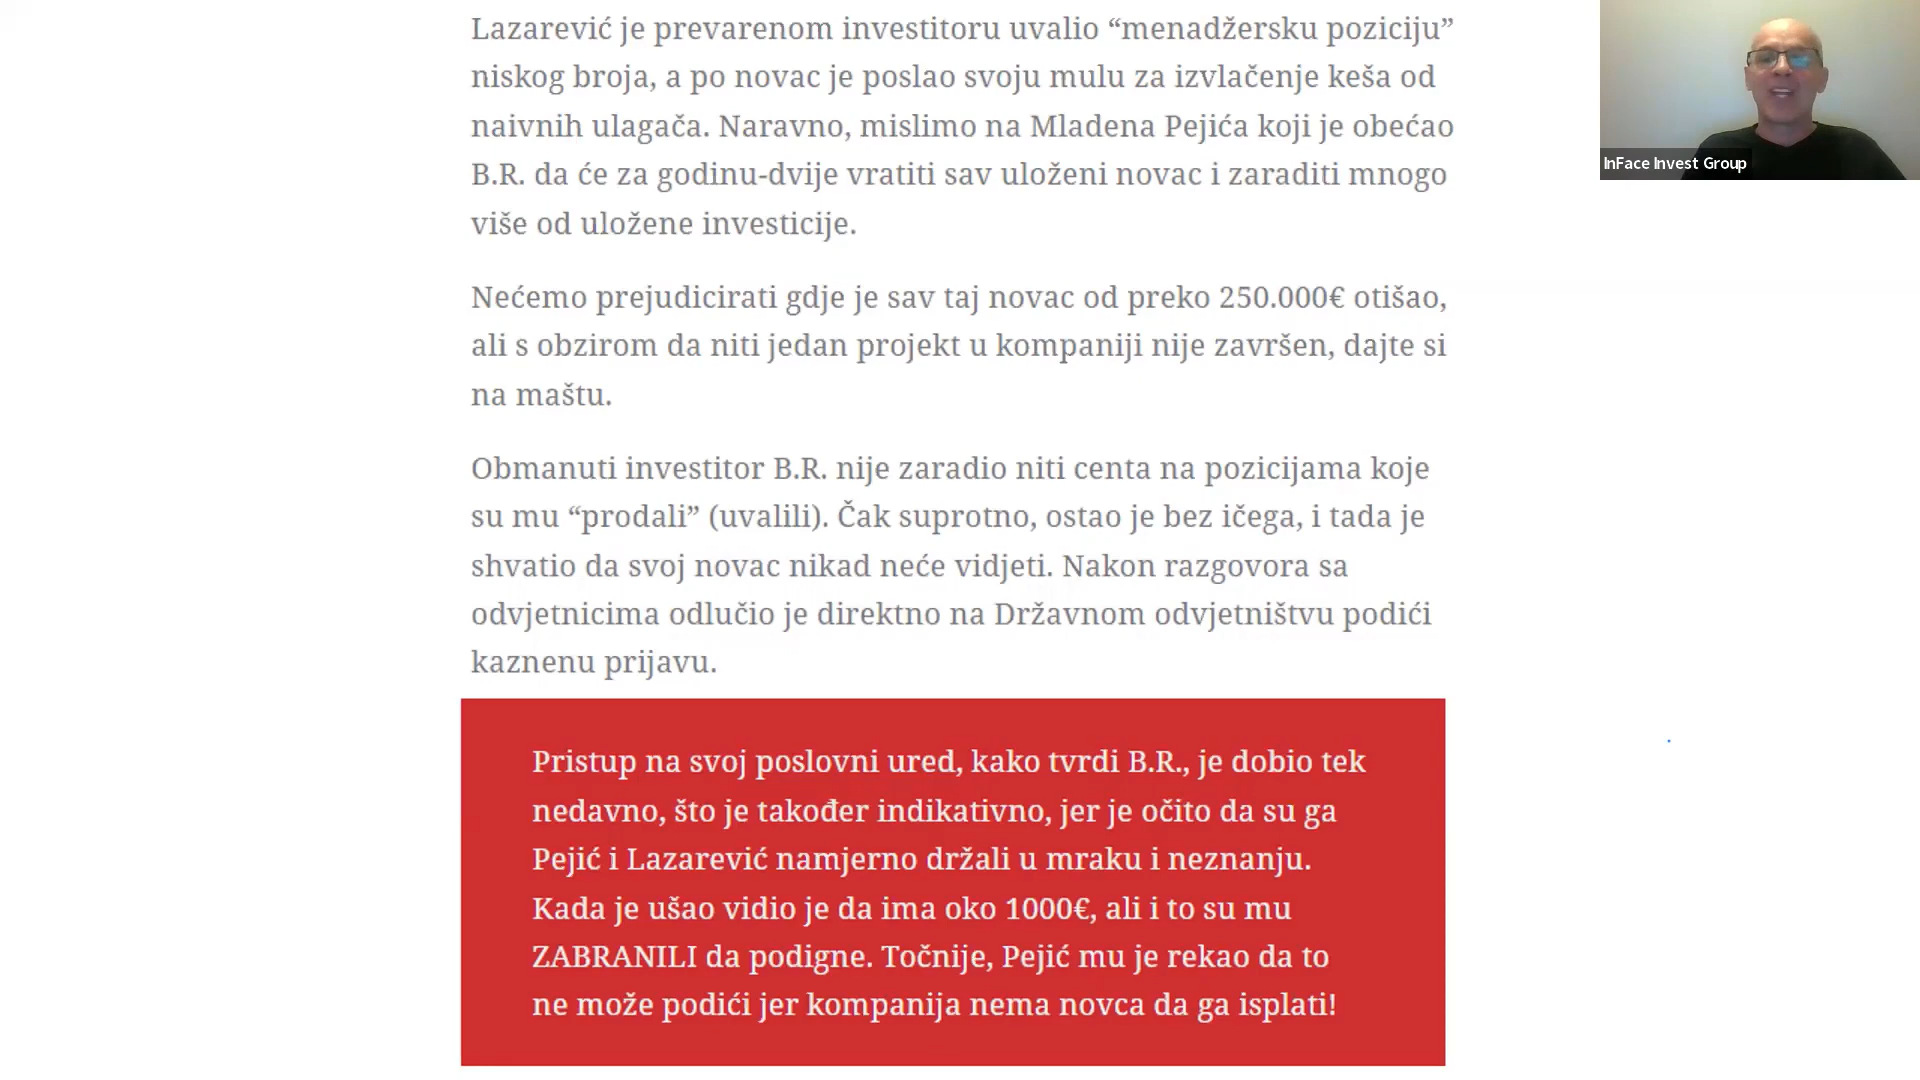 Lazarević je prevarenom investitoru uvalio “menadžersku poziciju”
niskog broja, a po novac je poslao svoju mulu za izvlačenje keša od
naivnih ulagača. Naravno, mislimo na Mladena Pejića koji je obećao
B.R. da će za godinu-dvije vratiti sav uloženi novac i zaraditi mnogo
više od uložene investicije.
Nećemo prejudicirati gdje je sav taj novac od preko 250.000€ otišao,
ali s obzirom da niti jedan projekt u kompaniji nije završen, dajte si
na maštu.
Obmanuti investitor B.R. nije zaradio niti centa na pozicijama koje
su mu “prodali” (uvalili). Čak suprotno, ostao je bez ičega, i tada je
shvatio da svoj novac nikad neće vidjeti. Nakon razgovora sa
odvjetnicima odlučio je direktno na Državnom odvjetništvu podići
kaznenu prijavu.
Pristup na svoj poslovni ured, kako tvrdi B.R., je dobio tek
nedavno, što je također indikativno, jer je očito da su ga
Pejić i Lazarević namjerno držali u mraku i neznanju.
Kada je ušao vidio je da ima oko 1000€, ali i to su mu
ZABRANILI da podigne. Točnije, Pejić mu je rekao da to
ne može podići jer kompanija nema novca da ga isplati!
InFace Invest Group